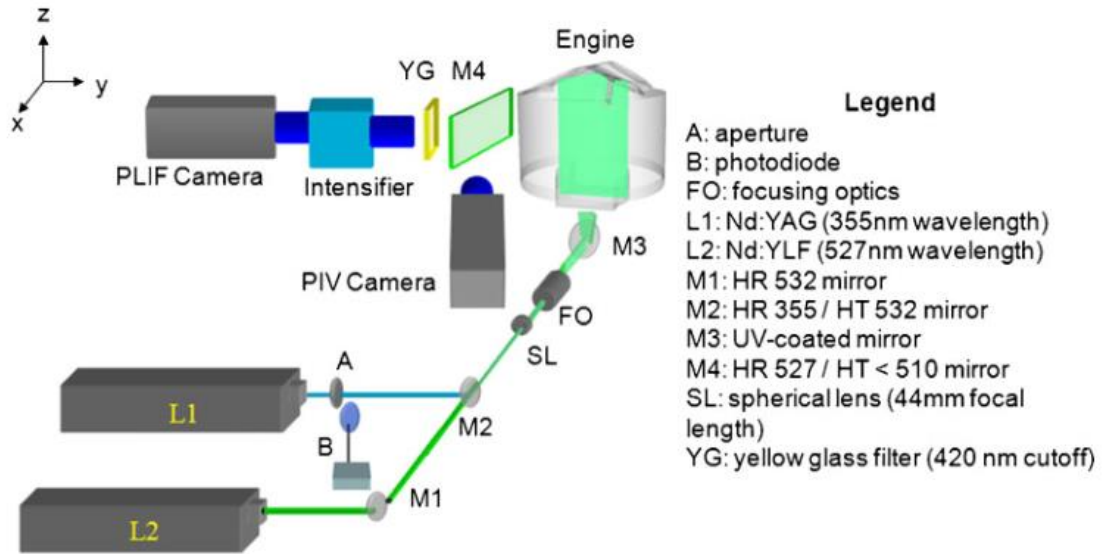 z
y
x
Engine
YG M4
PLIF Camera
Intensifier
M3
PIV Camera
FO
SL
A
L1
M2
B
M1
L2
Legend
A: aperture
B: photodiode
FO: focusing optics
L1: Nd:YAG (355nm wavelength)
L2: Nd:YLF (527nm wavelength)
M1: HR 532 mirror
M2: HR 355 / HT 532 mirror
M3: UV-coated mirror
M4: HR 527 / HT < 510 mirror
SL: spherical lens (44mm focal
length)
YG: yellow glass filter (420 nm cutoff)